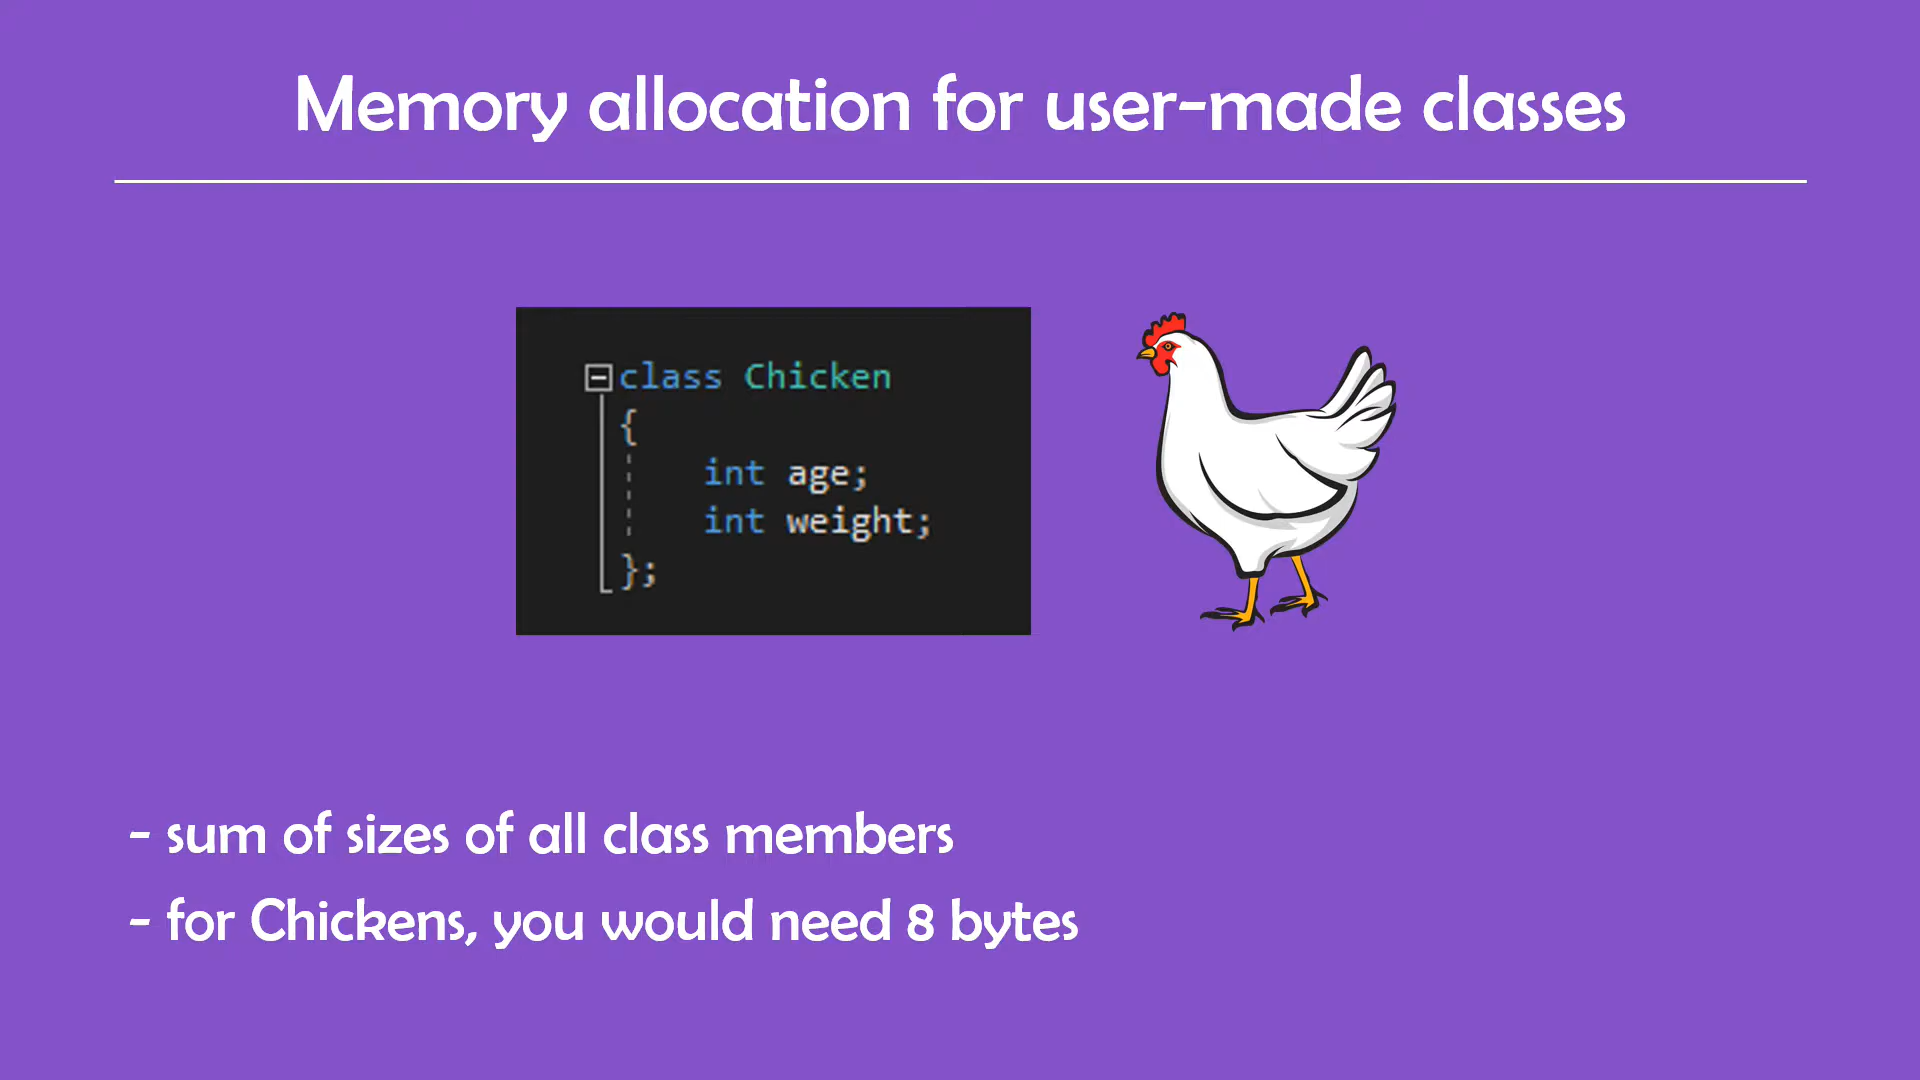 Memory allocation for user-made classes
class Chicken
{
int age;
int weight;
};
- sum of sizes of all class members
- for Chickens, you would need 8 bytes